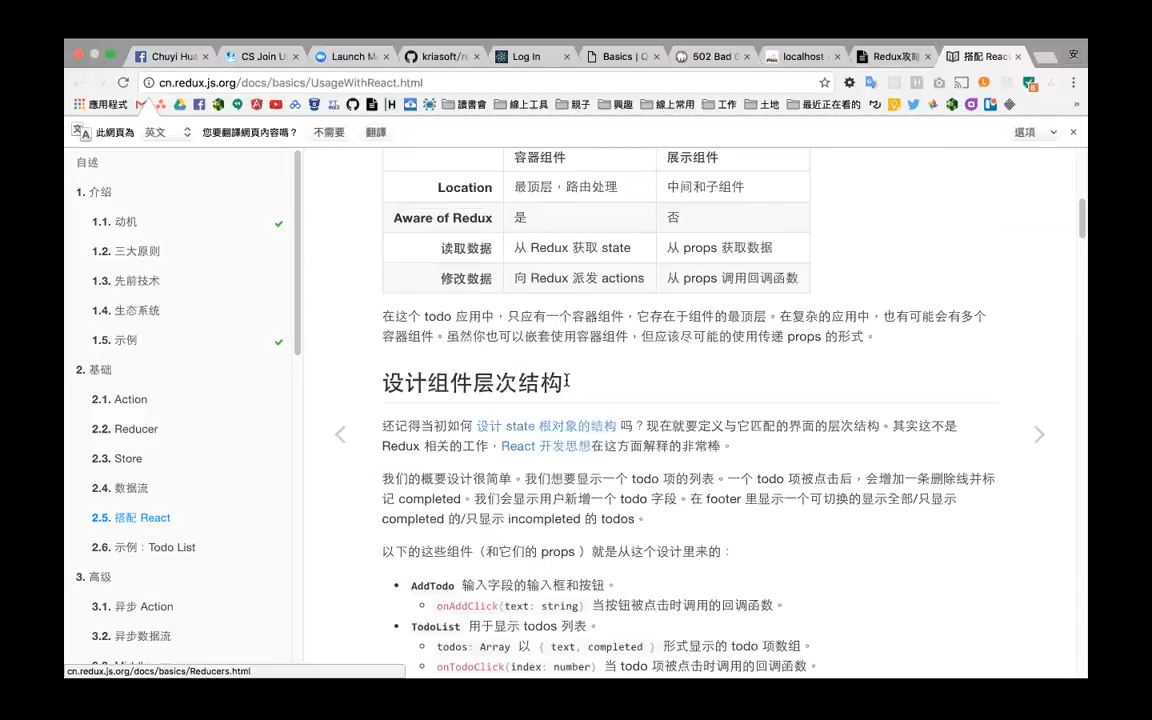 Chuyi Hua
CS Join U
Launch M
kriasoft/n
Log In
Basics | C
502 Bad G
localhost
Redux攻略
搭配 Reac
安
cn.redux.js.org/docs/basics/UsageWithReact.html
應用程式
讀書會
線上工具
親子
興趣
線上常用
工作
土地
最近正在看的
»
此網頁為
英文
您要翻譯網頁內容嗎？
不需要
翻譯
選項
自述
1. 介绍
1.1. 动机
1.2. 三大原则
1.3. 先前技术
1.4. 生态系统
1.5. 示例
2. 基础
2.1. Action
2.2. Reducer
2.3. Store
2.4. 数据流
2.5. 搭配 React
2.6. 示例：Todo List
3. 高级
3.1. 异步 Action
3.2. 异步数据流
cn.redux.js.org/docs/basics/Reducers.html
容器组件 展示组件
Location 最顶层，路由处理 中间和子组件
Aware of Redux 是 否
读取数据 从 Redux 获取 state 从 props 获取数据
修改数据 向 Redux 派发 actions 从 props 调用回调函数
在这个 todo 应用中，只应有一个容器组件，它存在于组件的最顶层。在复杂的应用中，也有可能会有多个
容器组件。虽然你也可以嵌套使用容器组件，但应该尽可能的使用传递 props 的形式。
设计组件层次结构
还记得当初如何 设计 state 根对象的结构 吗？现在就要定义与它匹配的界面的层次结构。其实这不是
Redux 相关的工作，React 开发思想在这方面解释的非常棒。
我们的概要设计很简单。我们想要显示一个 todo 项的列表。一个 todo 项被点击后，会增加一条删除线并标
记 completed。我们会显示用户新增一个 todo 字段。在 footer 里显示一个可切换的显示全部/只显示
completed 的/只显示 incompleted 的 todos。
以下的这些组件（和它们的 props ）就是从这个设计里来的：
AddTodo 输入字段的输入框和按钮。
onAddClick(text: string) 当按钮被点击时调用的回调函数。
TodoList 用于显示 todos 列表。
todos: Array 以 { text, completed } 形式显示的 todo 项数组。
onTodoClick(index: number) 当 todo 项被点击时调用的回调函数。